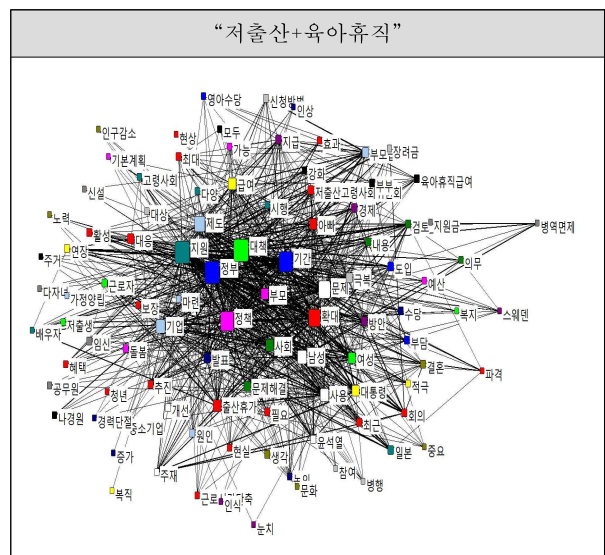 “저출산+육아휴직”
영아수당
신청방법
인상
인구감소
현상
모두
지급
효과
기본계획
최대
가능
부모
장려금
고령사회
급여
강화
부부
육아휴직급여
신설
다양
시행
저출산고령사회
대상
제도
경제
노력
활성
대응
아빠
검토
지원금
병역면제
연장
지원
대책
내용
주거
정부
기간
도입
의무
다자녀
근로자
극복
문제
가정양립
마련
부모
예산
보장
수당
복지
스웨덴
저출생
기업
정책
확대
방안
배우자
부담
임신
돌봄
사회
남성
여성
발표
결혼
혜택
파격
공무원
청년
추진
문제해결
사용
대통령
적극
나경원
경력단절
개선
출산휴가
필요
최근
회의
중소기업
원인
윤석열
증가
현실
생각
일본
중요
주재
논의
참여
복직
문화
병행
인식
눈치